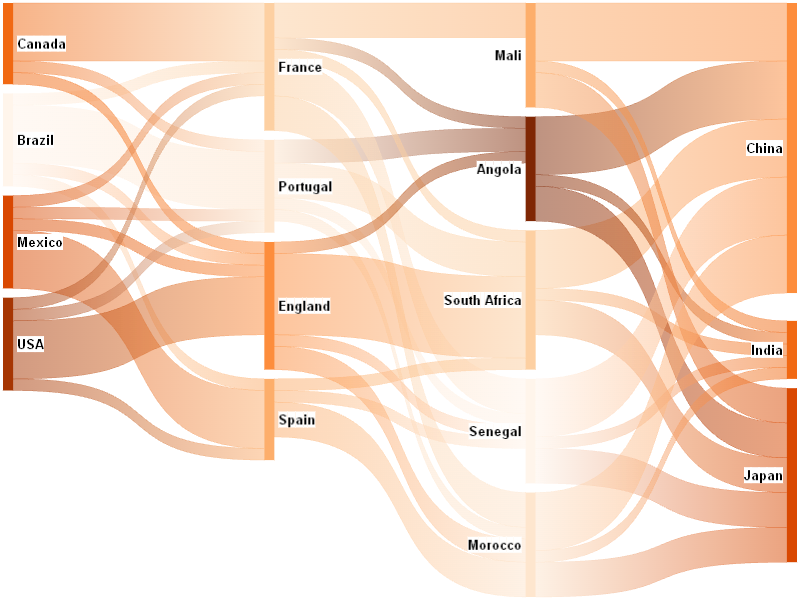 Canada
Brazil
Mexico
USA
France
Portugal
England
Spain
Mali
Angola
South Africa
Senegal
Morocco
China
India
Japan